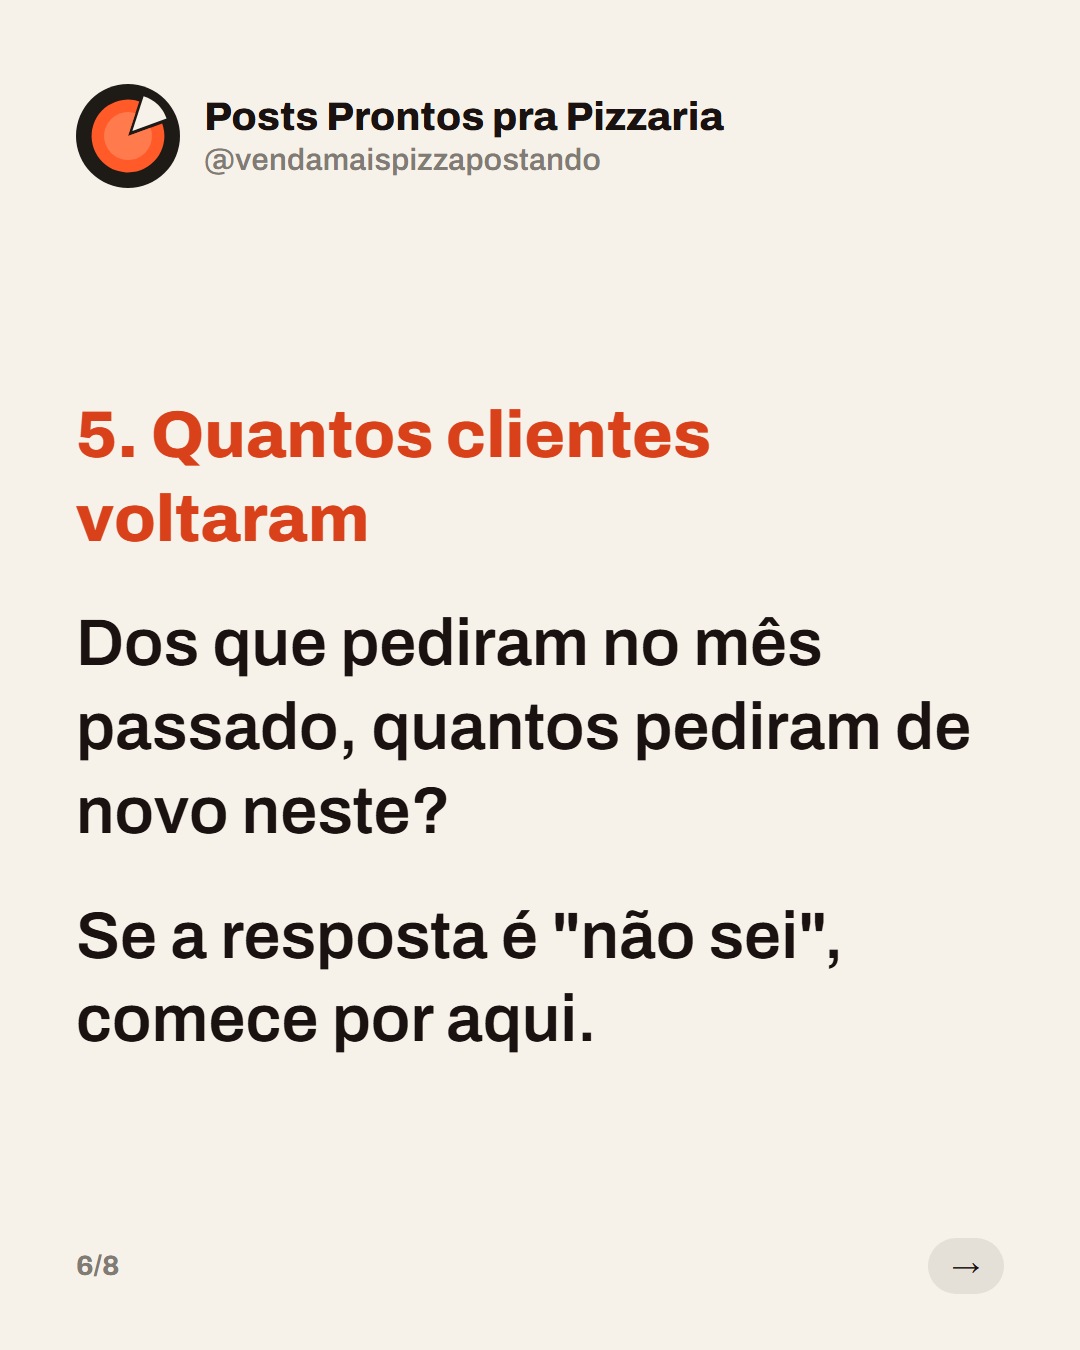 Posts Prontos pra Pizzaria
@vendamaispizzapostando
5. Quantos clientes
voltaram
Dos que pediram no mês
passado, quantos pediram de
novo neste?
Se a resposta é "não sei",
comece por aqui.
6/8
→